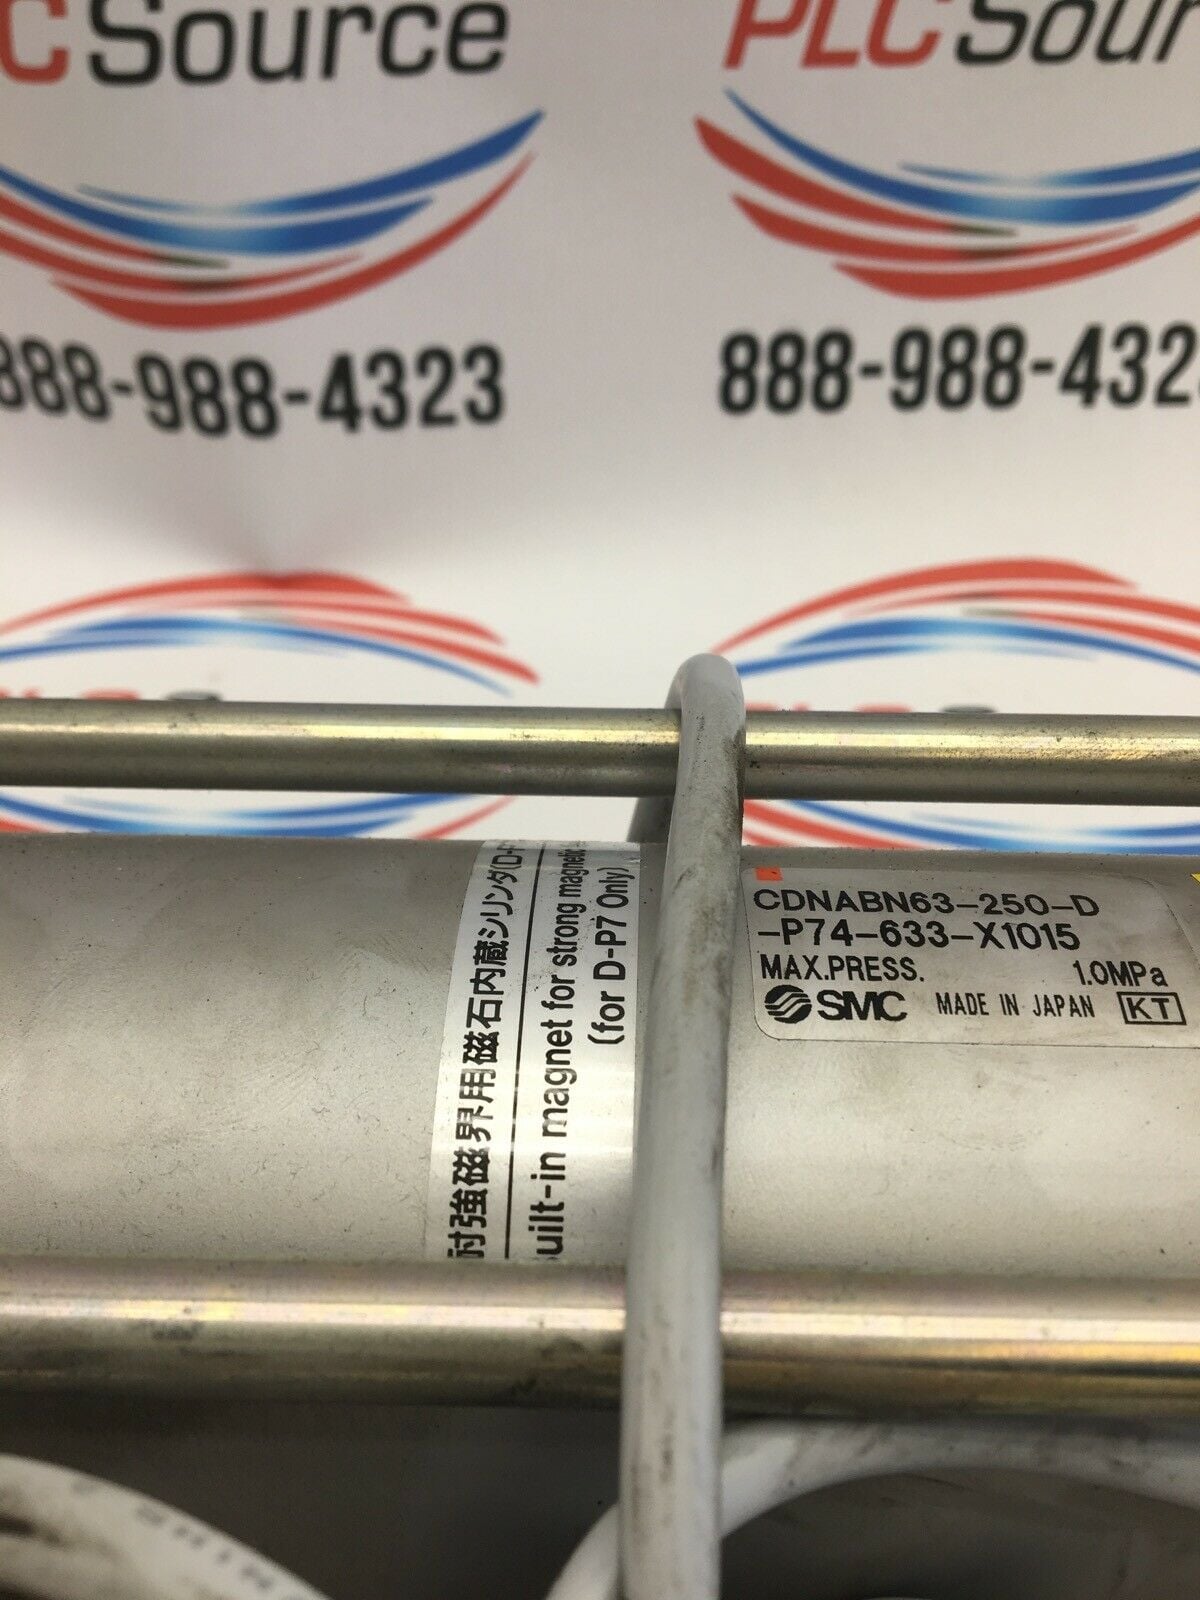 C Source
PLC Sour
888-988-4323
888-988-432
耐強磁界用磁石内蔵シリンダ(D-P
uilt-in magnet for strong magnetic
(for D-P7 Only)
CDNABN63-250-D
-P74-633-X1015
MAX.PRESS. 1.0MPa
SMC MADE IN JAPAN KT